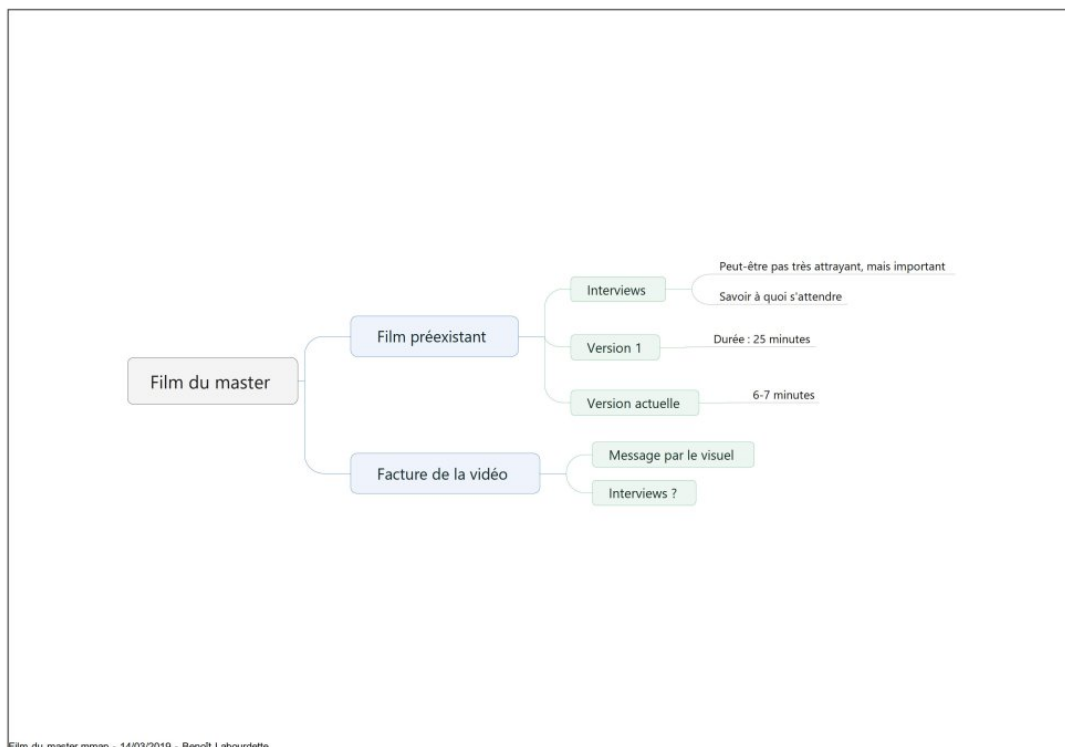 Film du master
Film préexistant
Interviews
Peut-être pas très attrayant, mais important
Savoir à quoi s'attendre
Version 1
Durée : 25 minutes
Version actuelle
6-7 minutes
Facture de la vidéo
Message par le visuel
Interviews ?
Film du master.mmap - 14/03/2019 - Benoît Labourdette